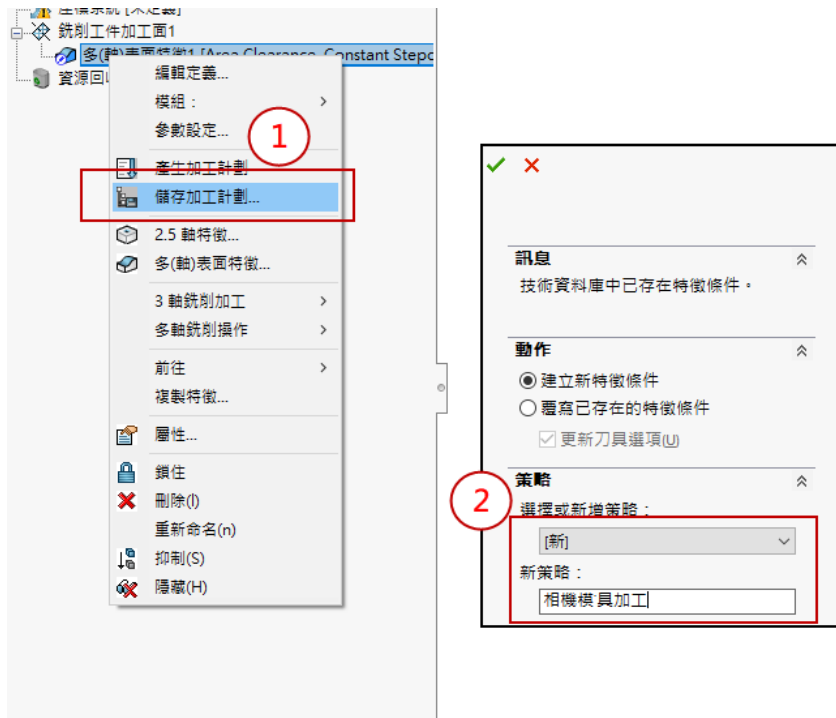 座標系統 [未定義]
銑削工件加工面1
多(軸)表面特徵1 [Area Clearance, Constant Stepo
資源回
編輯定義...
模組：
參數設定...
1
產生加工計劃
儲存加工計劃...
2.5 軸特徵...
多(軸)表面特徵...
3 軸銑削加工
多軸銑削操作
前往
複製特徵...
屬性...
鎖住
刪除(I)
重新命名(n)
抑制(S)
隱藏(H)
訊息
技術資料庫中已存在特徵條件。
動作
建立新特徵條件
覆寫已存在的特徵條件
更新刀具選項(U)
策略
2
選擇或新增策略：
[新]
新策略：
相機模具加工